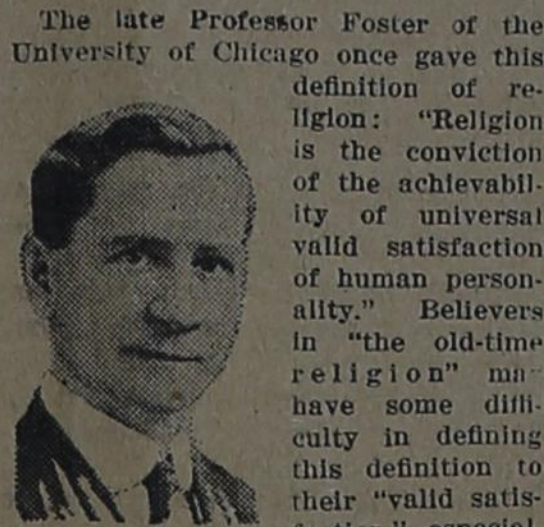 The late Professor Foster of the
University of Chicago once gave this
definition of re-
ligion: "Religion
is the conviction
of the achievabil-
ity of universal
valid satisfaction
of human person-
ality." Believers
in "the old-time
religion"
have some diffi-
culty in defining
this definition to
their "valid satis-